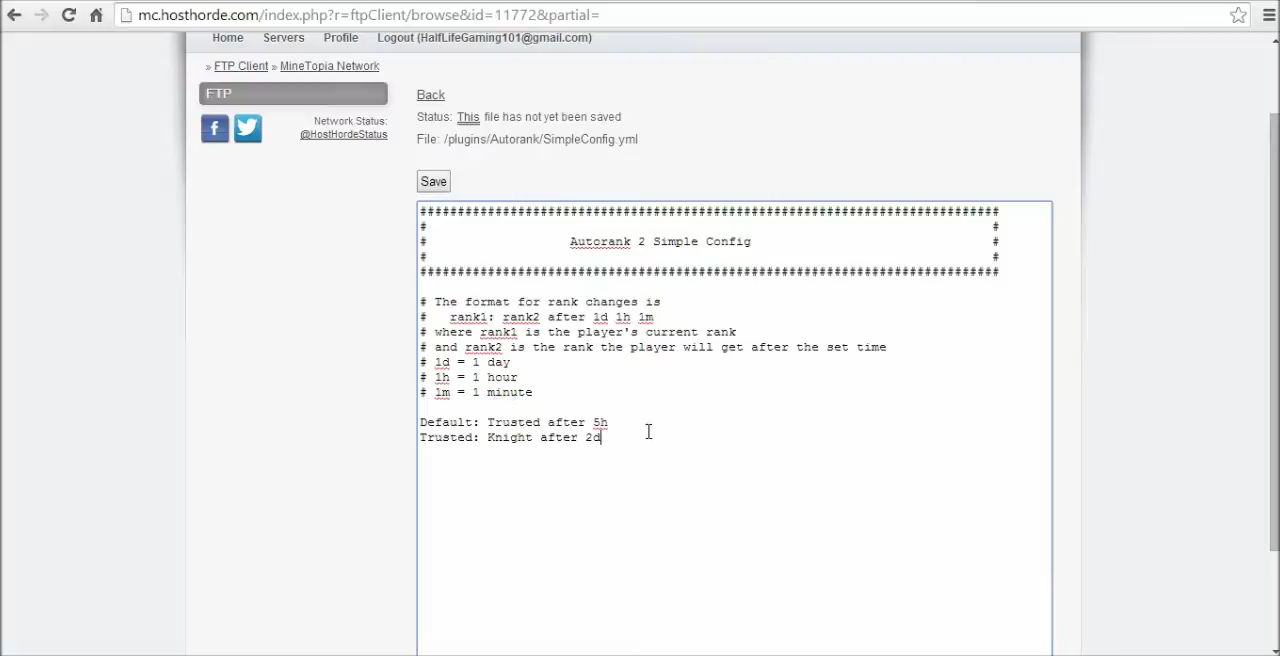 mc.hosthorde.com/index.php?r=ftpClient/browse&id=11772&partial=
Home Servers Profile Logout (HalfLifeGaming101@gmail.com)
» FTP Client » MineTopia Network
FTP
Network Status:
@HostHordeStatus
Back
Status: This file has not yet been saved
File: /plugins/Autorank/SimpleConfig.yml
Save
#############################################################################
# #
# Autorank 2 Simple Config #
# #
#############################################################################
# The format for rank changes is
# rank1: rank2 after 1d 1h 1m
# where rank1 is the player's current rank
# and rank2 is the rank the player will get after the set time
# 1d = 1 day
# 1h = 1 hour
# 1m = 1 minute
Default: Trusted after 5h
Trusted: Knight after 2d